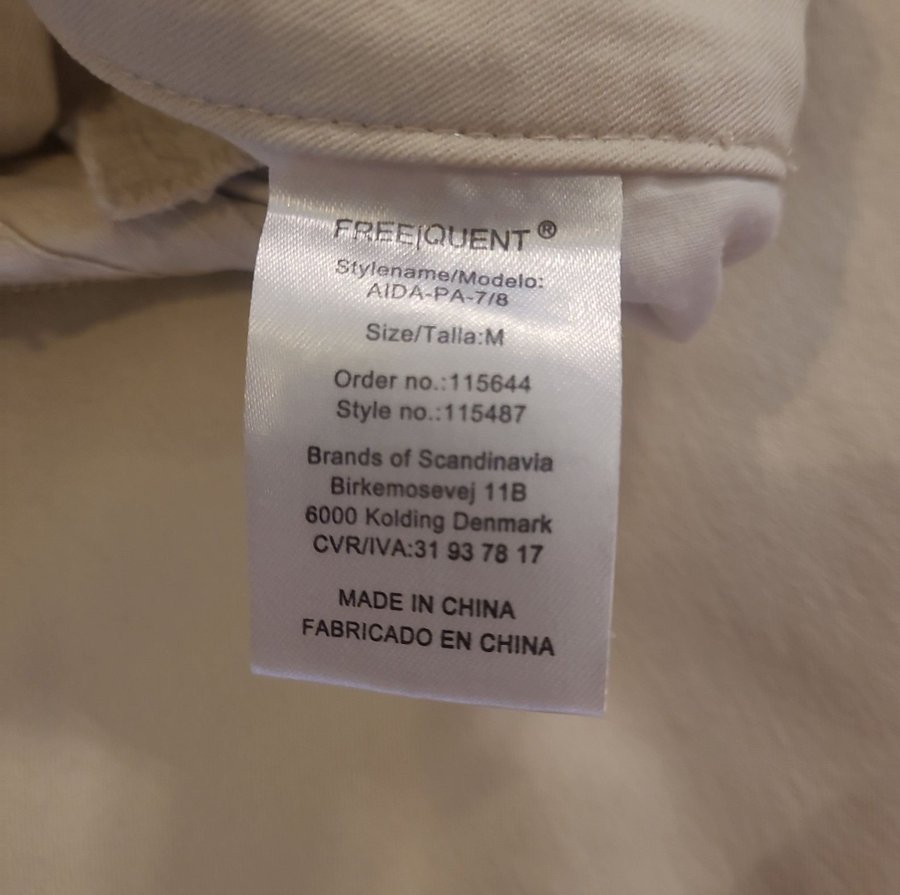 FREE|QUENT®
Stylename/Modelo:
AIDA-PA-7/8
Size/Talla:M
Order no.:115644
Style no.:115487
Brands of Scandinavia
Birkemosevej 11B
6000 Kolding Denmark
CVR/IVA:31 93 78 17
MADE IN CHINA
FABRICADO EN CHINA